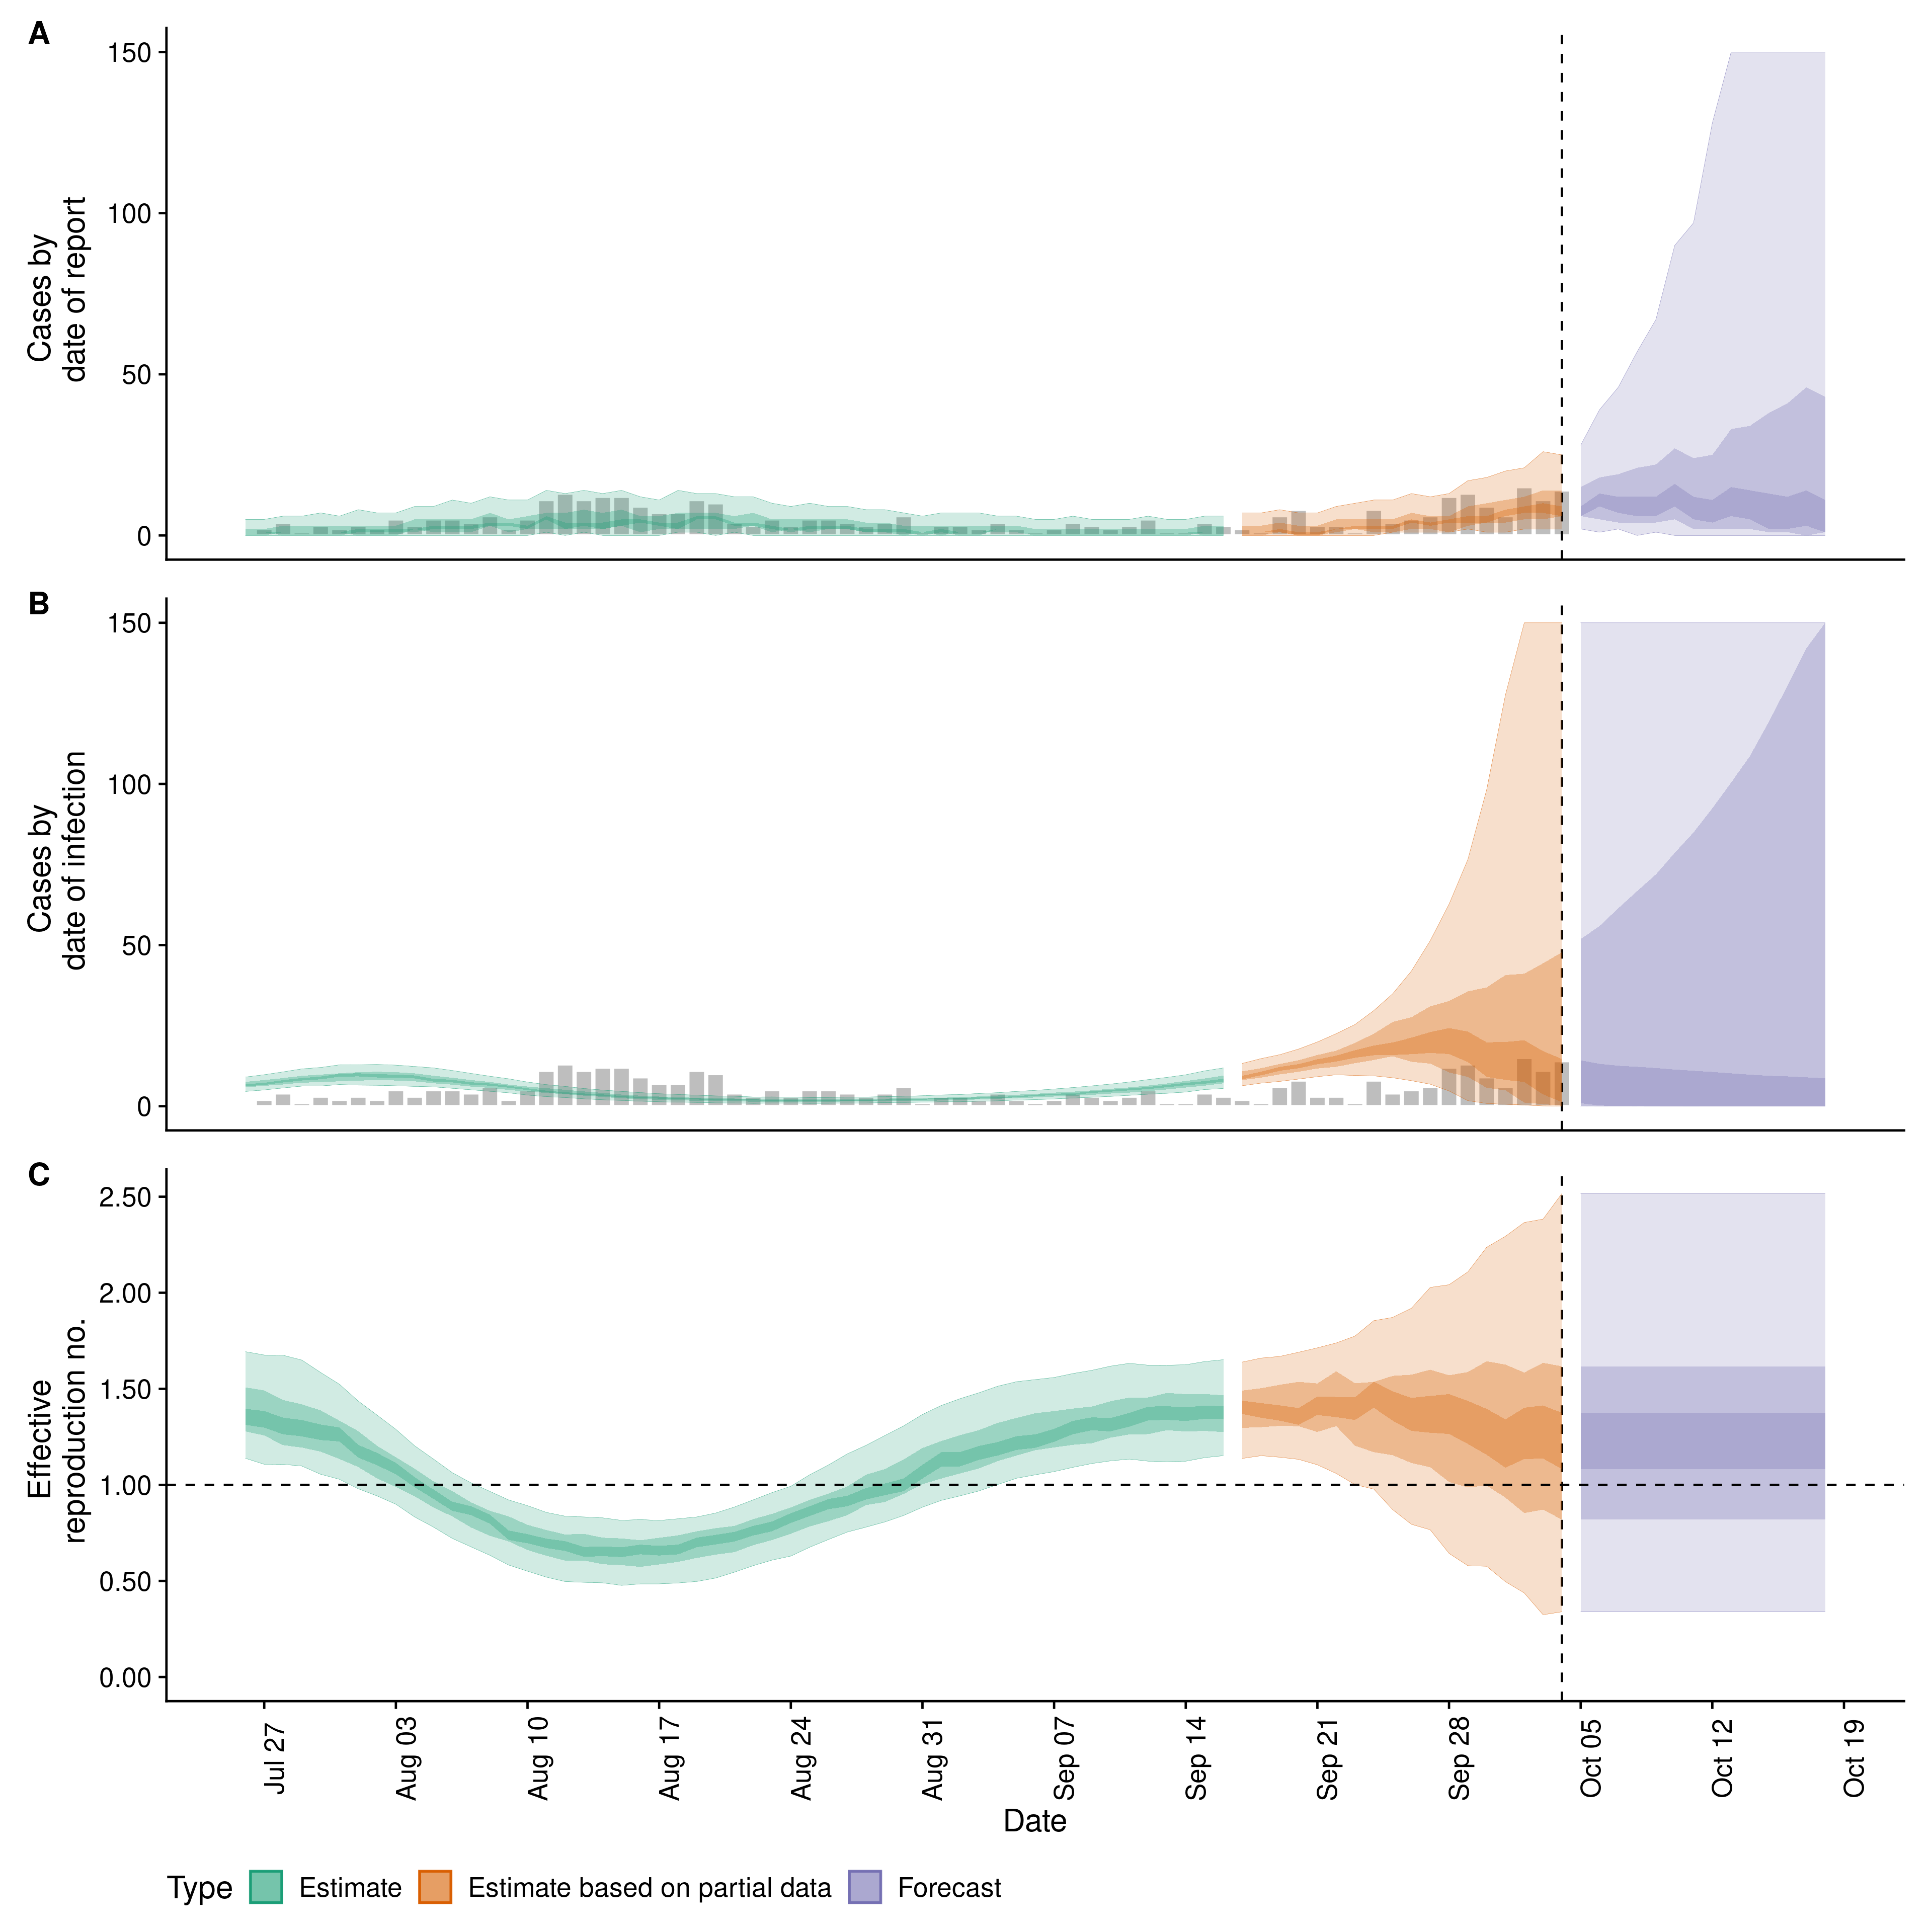 A
150
100
50
0
Cases by
date of report
B
150
100
50
0
Cases by
date of infection
C
2.50
2.00
1.50
1.00
0.50
0.00
Effective
reproduction no.
Jul 27
Aug 03
Aug 10
Aug 17
Aug 24
Aug 31
Sep 07
Sep 14
Sep 21
Sep 28
Oct 05
Oct 12
Oct 19
Date
Type Estimate Estimate based on partial data Forecast